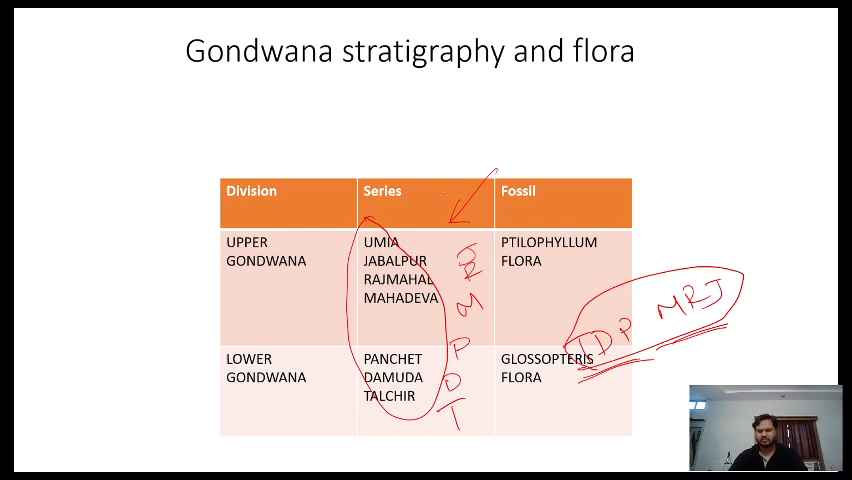 Gondwana stratigraphy and flora
Division Series Fossil
UPPER GONDWANA
UMIA
JABALPUR
RAJMAHAL
MAHADEVA
PTILOPHYLLUM FLORA
J
R
M
P
D
T
TDP MRJ
LOWER GONDWANA
PANCHET
DAMUDA
TALCHIR
GLOSSOPTERIS FLORA